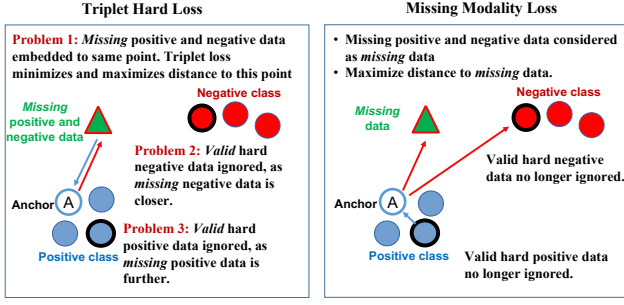 Triplet Hard Loss
Problem 1: Missing positive and negative data
embedded to same point. Triplet loss
minimizes and maximizes distance to this point
Negative class
Missing
positive and
negative data
Problem 2: Valid hard
negative data ignored, as
missing negative data is
closer.
Anchor
A
Problem 3: Valid hard
positive data ignored, as
missing positive data is
further.
Positive class
Missing Modality Loss
• Missing positive and negative data considered
as missing data
• Maximize distance to missing data.
Negative class
Missing
data
Valid hard negative
data no longer ignored.
Anchor
A
Positive class
Valid hard positive data
no longer ignored.